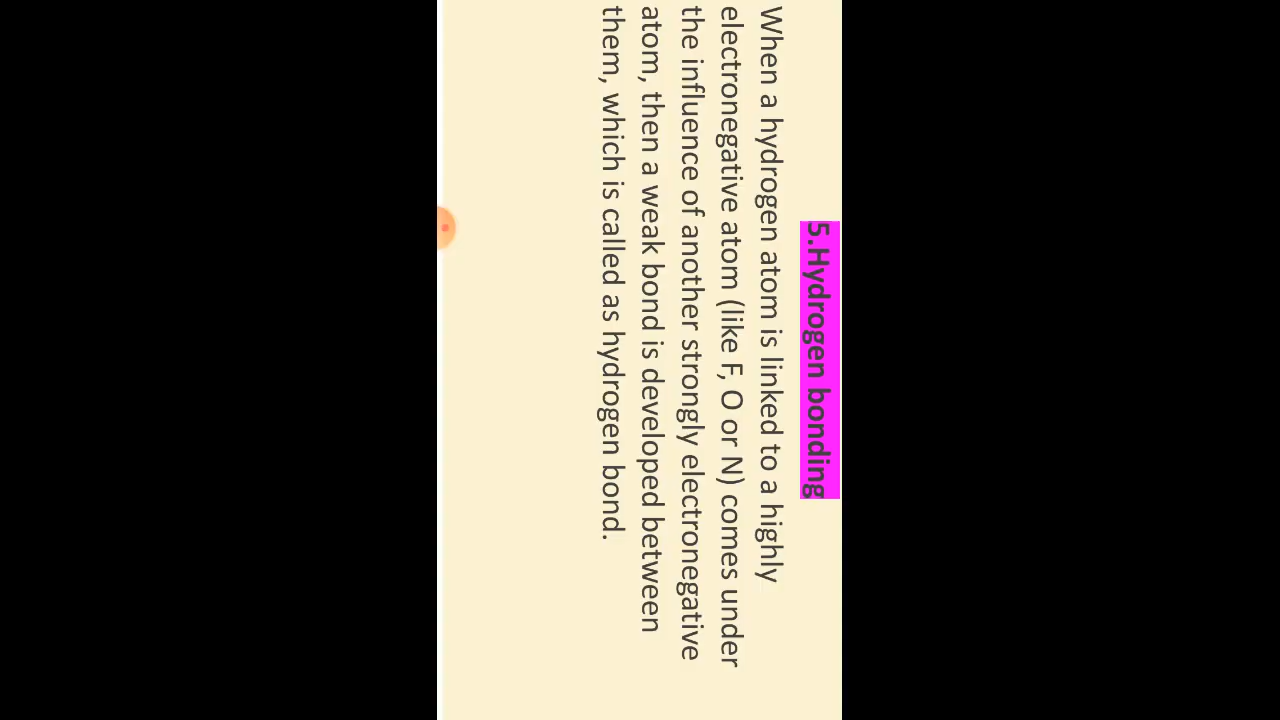 5.Hydrogen bonding
When a hydrogen atom is linked to a highly
electronegative atom (like F, O or N) comes under
the influence of another strongly electronegative
atom, then a weak bond is developed between
them, which is called as hydrogen bond.